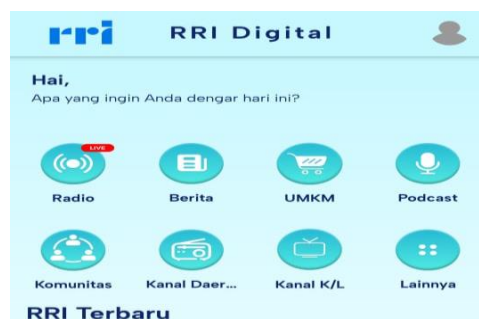 rri RRI Digital
Hai,
Apa yang ingin Anda dengar hari ini?
LIVE
Radio Berita UMKM Podcast
Komunitas Kanal Daer... Kanal K/L Lainnya
RRI Terbaru